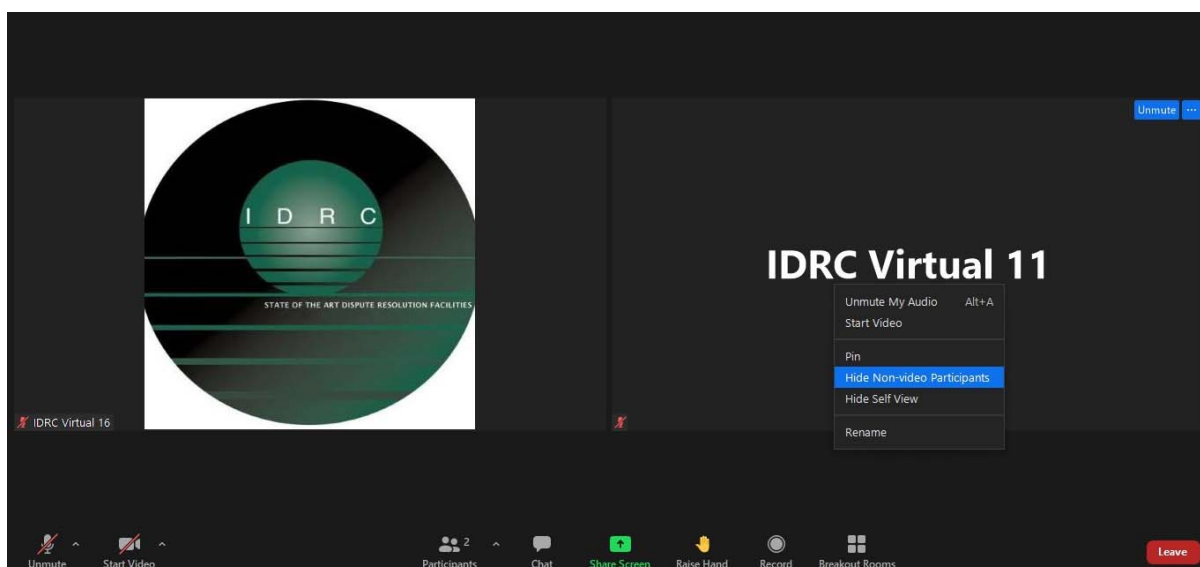 I D R C
STATE OF THE ART DISPUTE RESOLUTION FACILITIES
IDRC Virtual 16
Unmute ...
IDRC Virtual 11
Unmute My Audio Alt+A
Start Video
Pin
Hide Non-video Participants
Hide Self View
Rename
Unmute
Start Video
Participants
2
Chat
Share Screen
Raise Hand
Record
Breakout Rooms
Leave